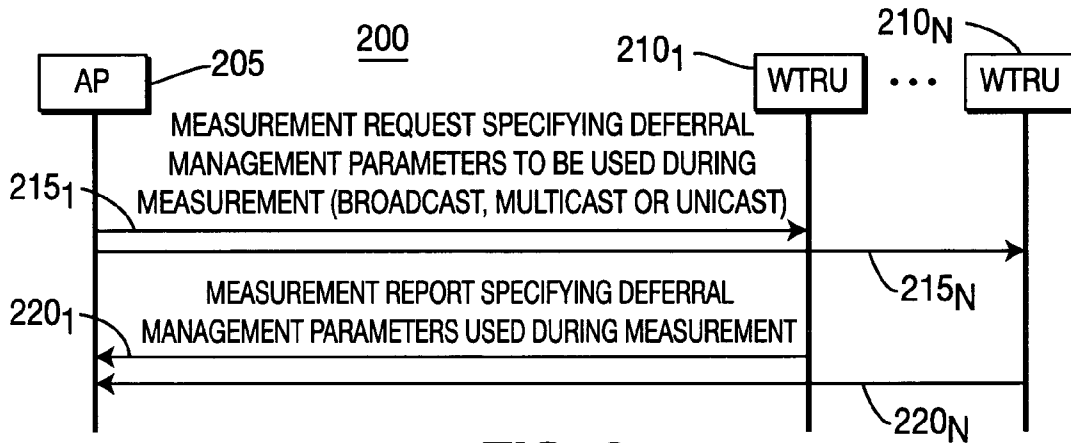 200
AP
205
210₁
WTRU
• • •
210N
WTRU
MEASUREMENT REQUEST SPECIFYING DEFERRAL
MANAGEMENT PARAMETERS TO BE USED DURING
MEASUREMENT (BROADCAST, MULTICAST OR UNICAST)
215₁
215N
MEASUREMENT REPORT SPECIFYING DEFERRAL
MANAGEMENT PARAMETERS USED DURING MEASUREMENT
220₁
220N